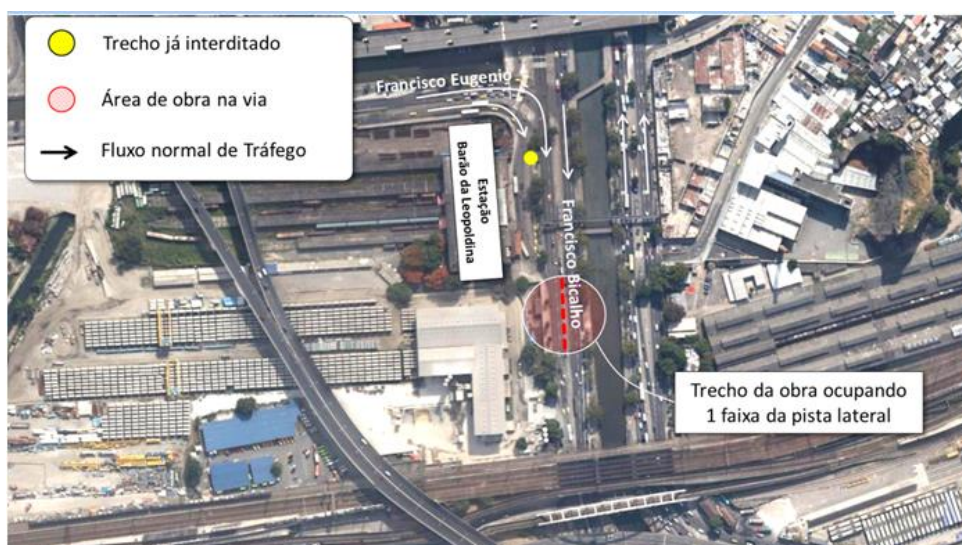 Trecho já interditado
Área de obra na via
Fluxo normal de Tráfego
Francisco Eugenio
Estação
Barão da Leopoldina
Francisco Bicalho
Trecho da obra ocupando
1 faixa da pista lateral